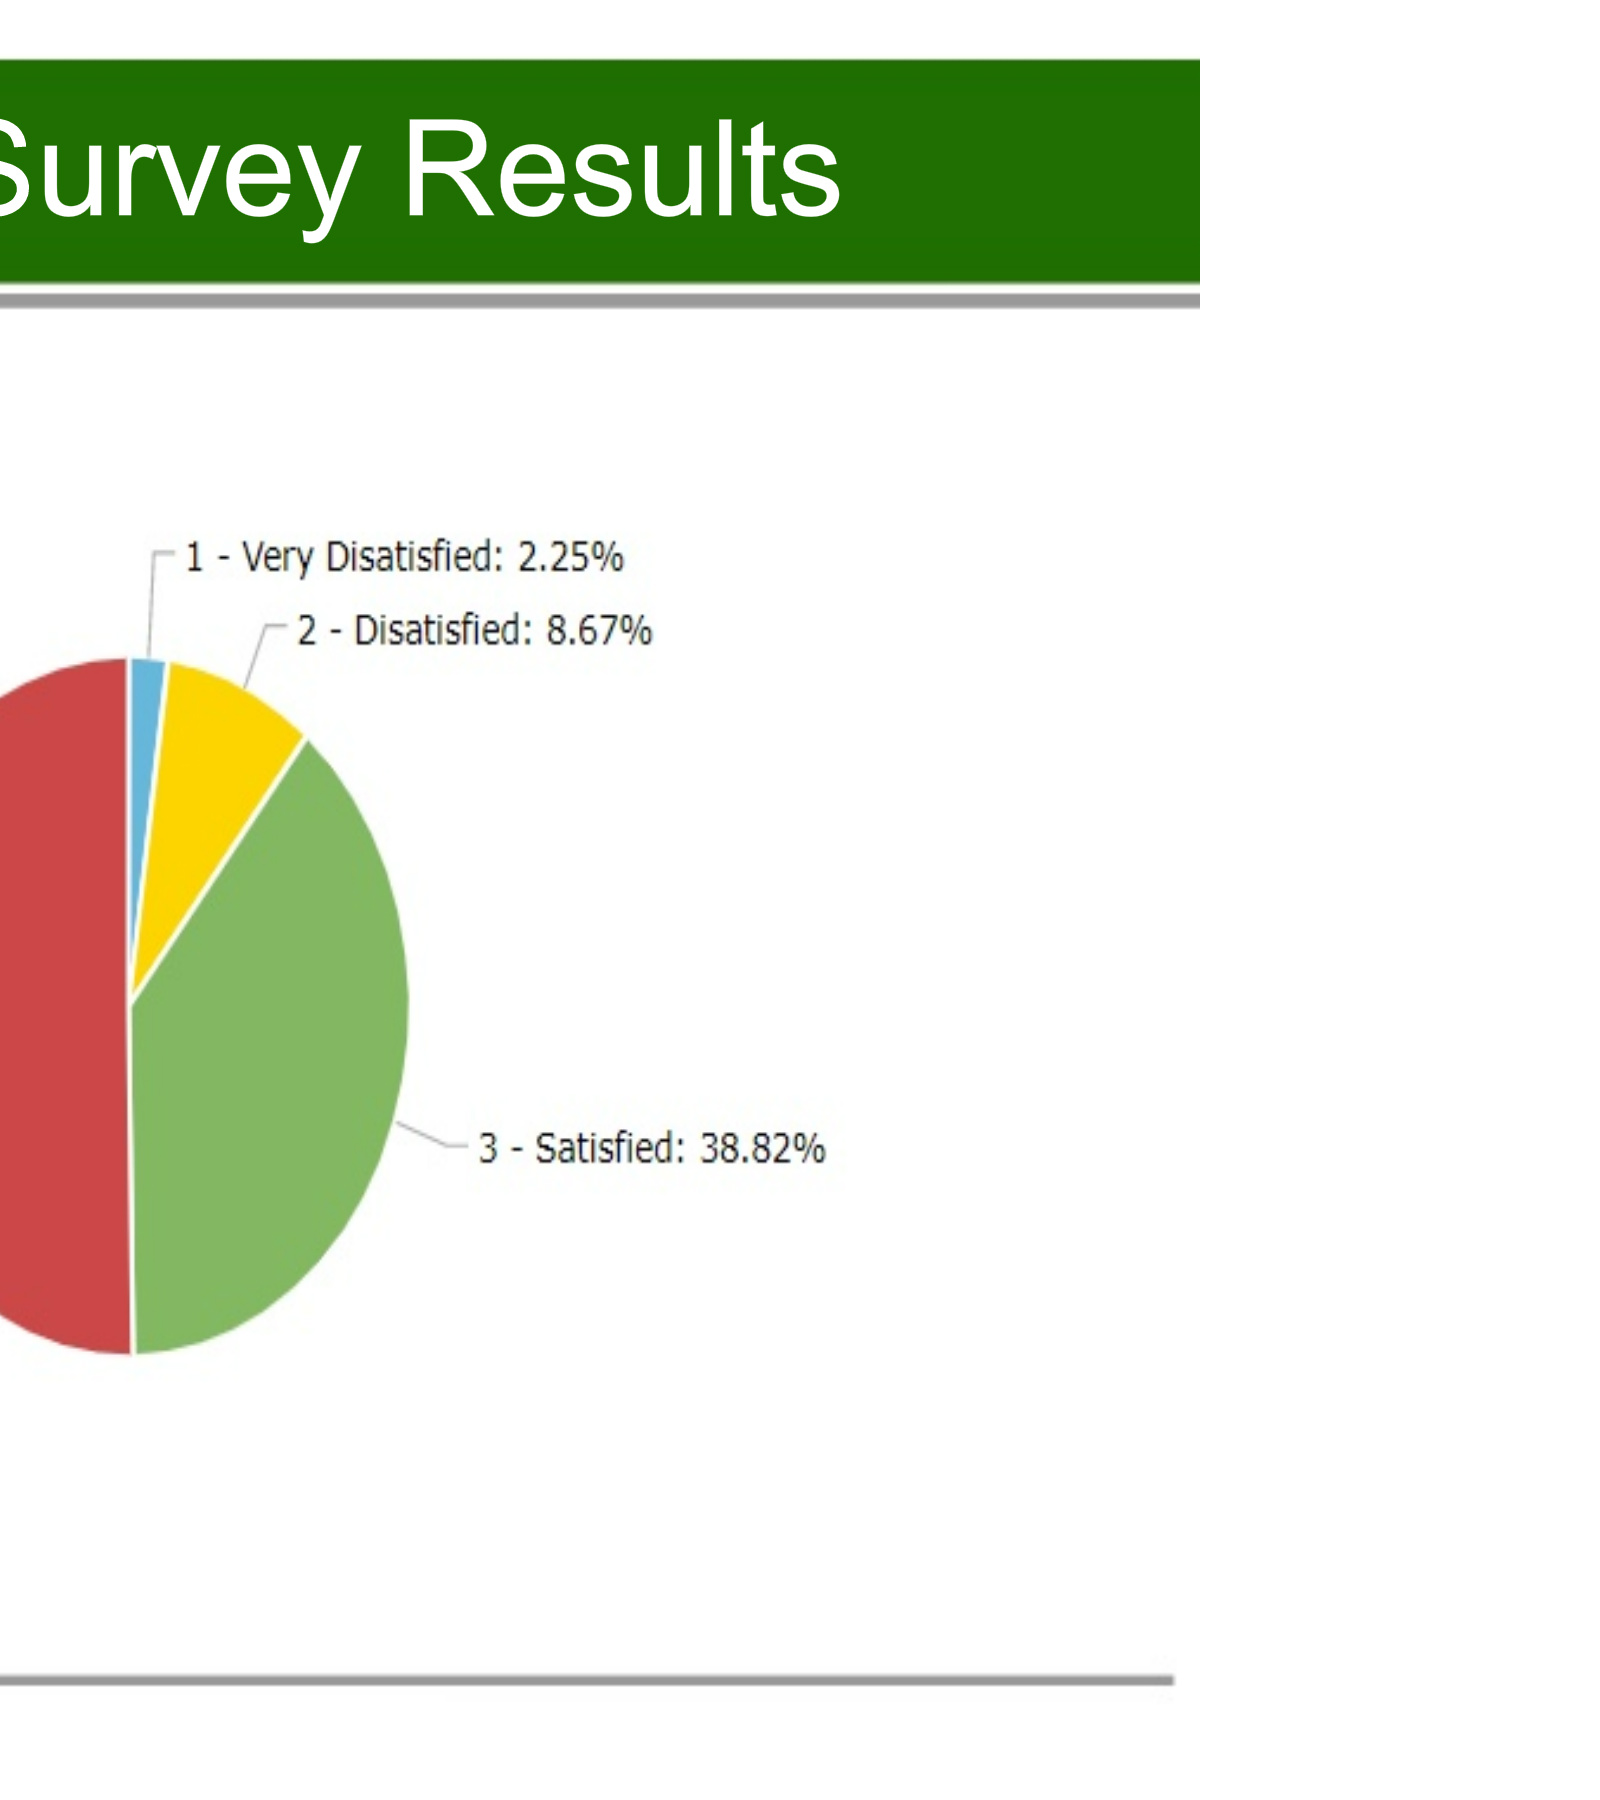 Survey Results
1 - Very Disatisfied: 2.25%
2 - Disatisfied: 8.67%
3 - Satisfied: 38.82%